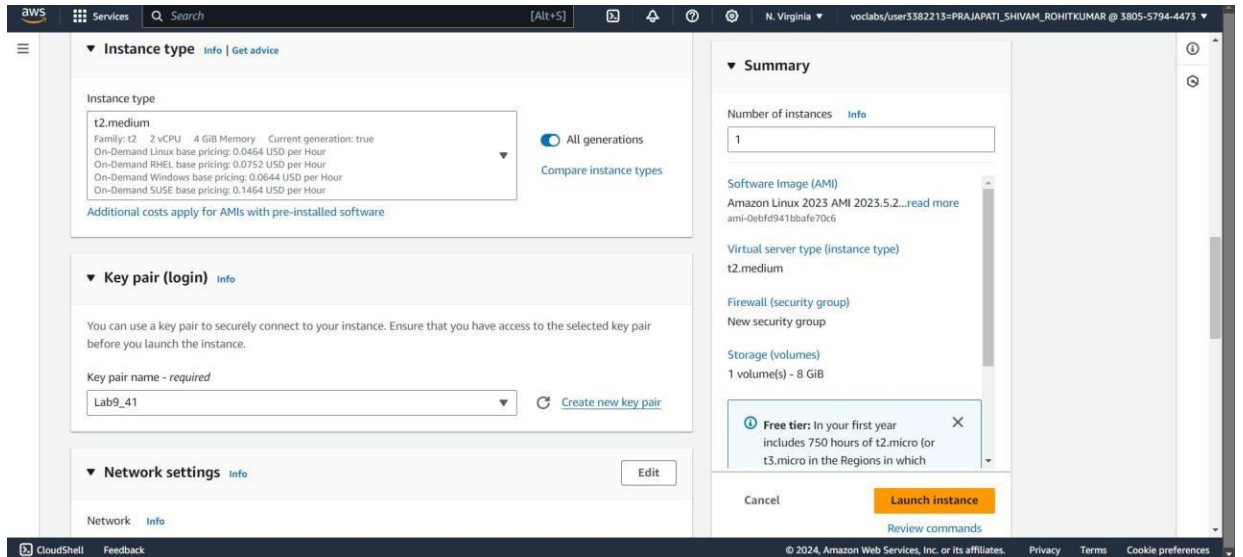 aws Services Search [Alt+S] N. Virginia ▼ voclabs/user3382213=PRAJAPATI_SHIVAM_ROHITKUMAR @ 3805-5794-4473 ▼
▼ Instance type Info | Get advice
Instance type
t2.medium
Family: t2 2 vCPU 4 GiB Memory Current generation: true
On-Demand Linux base pricing: 0.0464 USD per Hour
On-Demand RHEL base pricing: 0.0752 USD per Hour
On-Demand Windows base pricing: 0.0644 USD per Hour
On-Demand SUSE base pricing: 0.1464 USD per Hour
All generations
Compare instance types
Additional costs apply for AMIs with pre-installed software
▼ Key pair (login) Info
You can use a key pair to securely connect to your instance. Ensure that you have access to the selected key pair
before you launch the instance.
Key pair name - required
Lab9_41
Create new key pair
▼ Network settings Info
Edit
Network Info
▼ Summary
Number of instances Info
1
Software Image (AMI)
Amazon Linux 2023 AMI 2023.5.2...read more
ami-0ebfd941bbafe70c6
Virtual server type (instance type)
t2.medium
Firewall (security group)
New security group
Storage (volumes)
1 volume(s) - 8 GiB
Free tier: In your first year
includes 750 hours of t2.micro (or
t3.micro in the Regions in which
Cancel
Launch instance
Review commands
CloudShell Feedback © 2024, Amazon Web Services, Inc. or its affiliates. Privacy Terms Cookie preferences